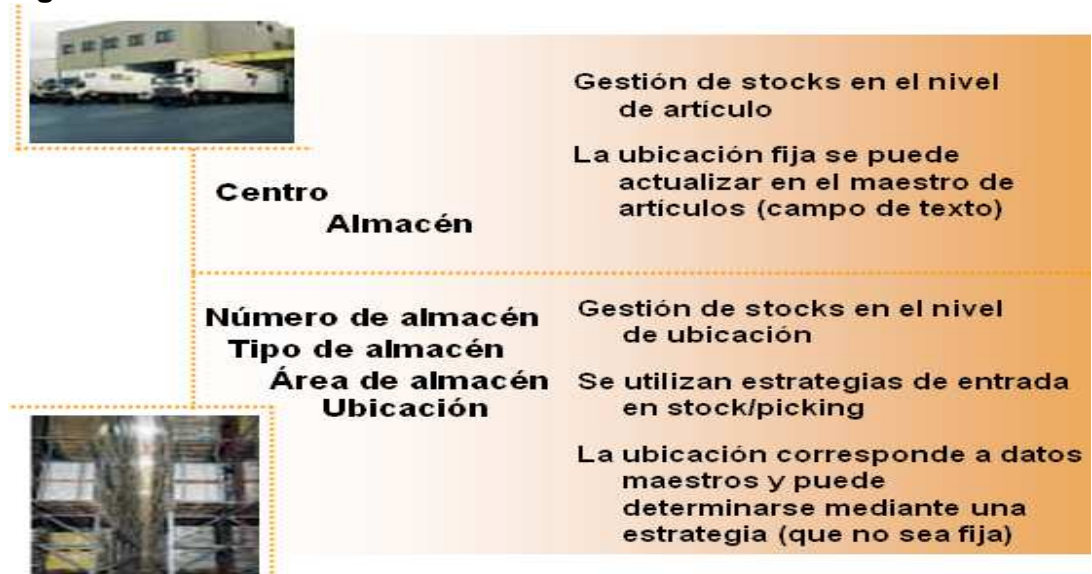 Gestión de stocks en el nivel
de artículo
La ubicación fija se puede
actualizar en el maestro de
artículos (campo de texto)
Centro
Almacén
Número de almacén
Tipo de almacén
Área de almacén
Ubicación
Gestión de stocks en el nivel
de ubicación
Se utilizan estrategias de entrada
en stock/picking
La ubicación corresponde a datos
maestros y puede
determinarse mediante una
estrategia (que no sea fija)